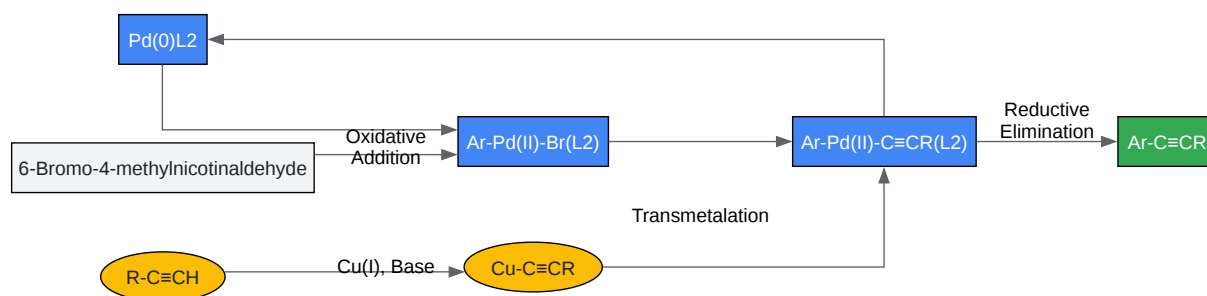 Pd(0)L2
Oxidative
Addition
6-Bromo-4-methylnicotinaldehyde
Ar-Pd(II)-Br(L2)
Ar-Pd(II)-C≡CR(L2)
Reductive
Elimination
Ar-C≡CR
Transmetalation
R-C≡CH
Cu(I), Base
Cu-C≡CR